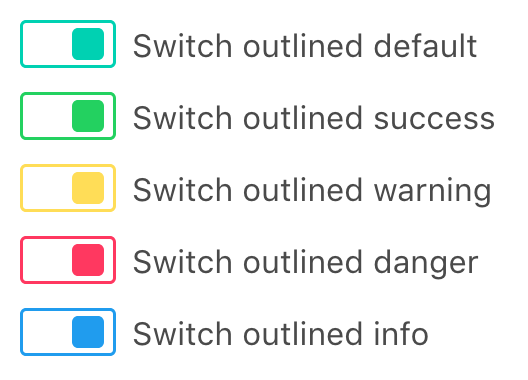 Switch outlined default
Switch outlined success
Switch outlined warning
Switch outlined danger
Switch outlined info